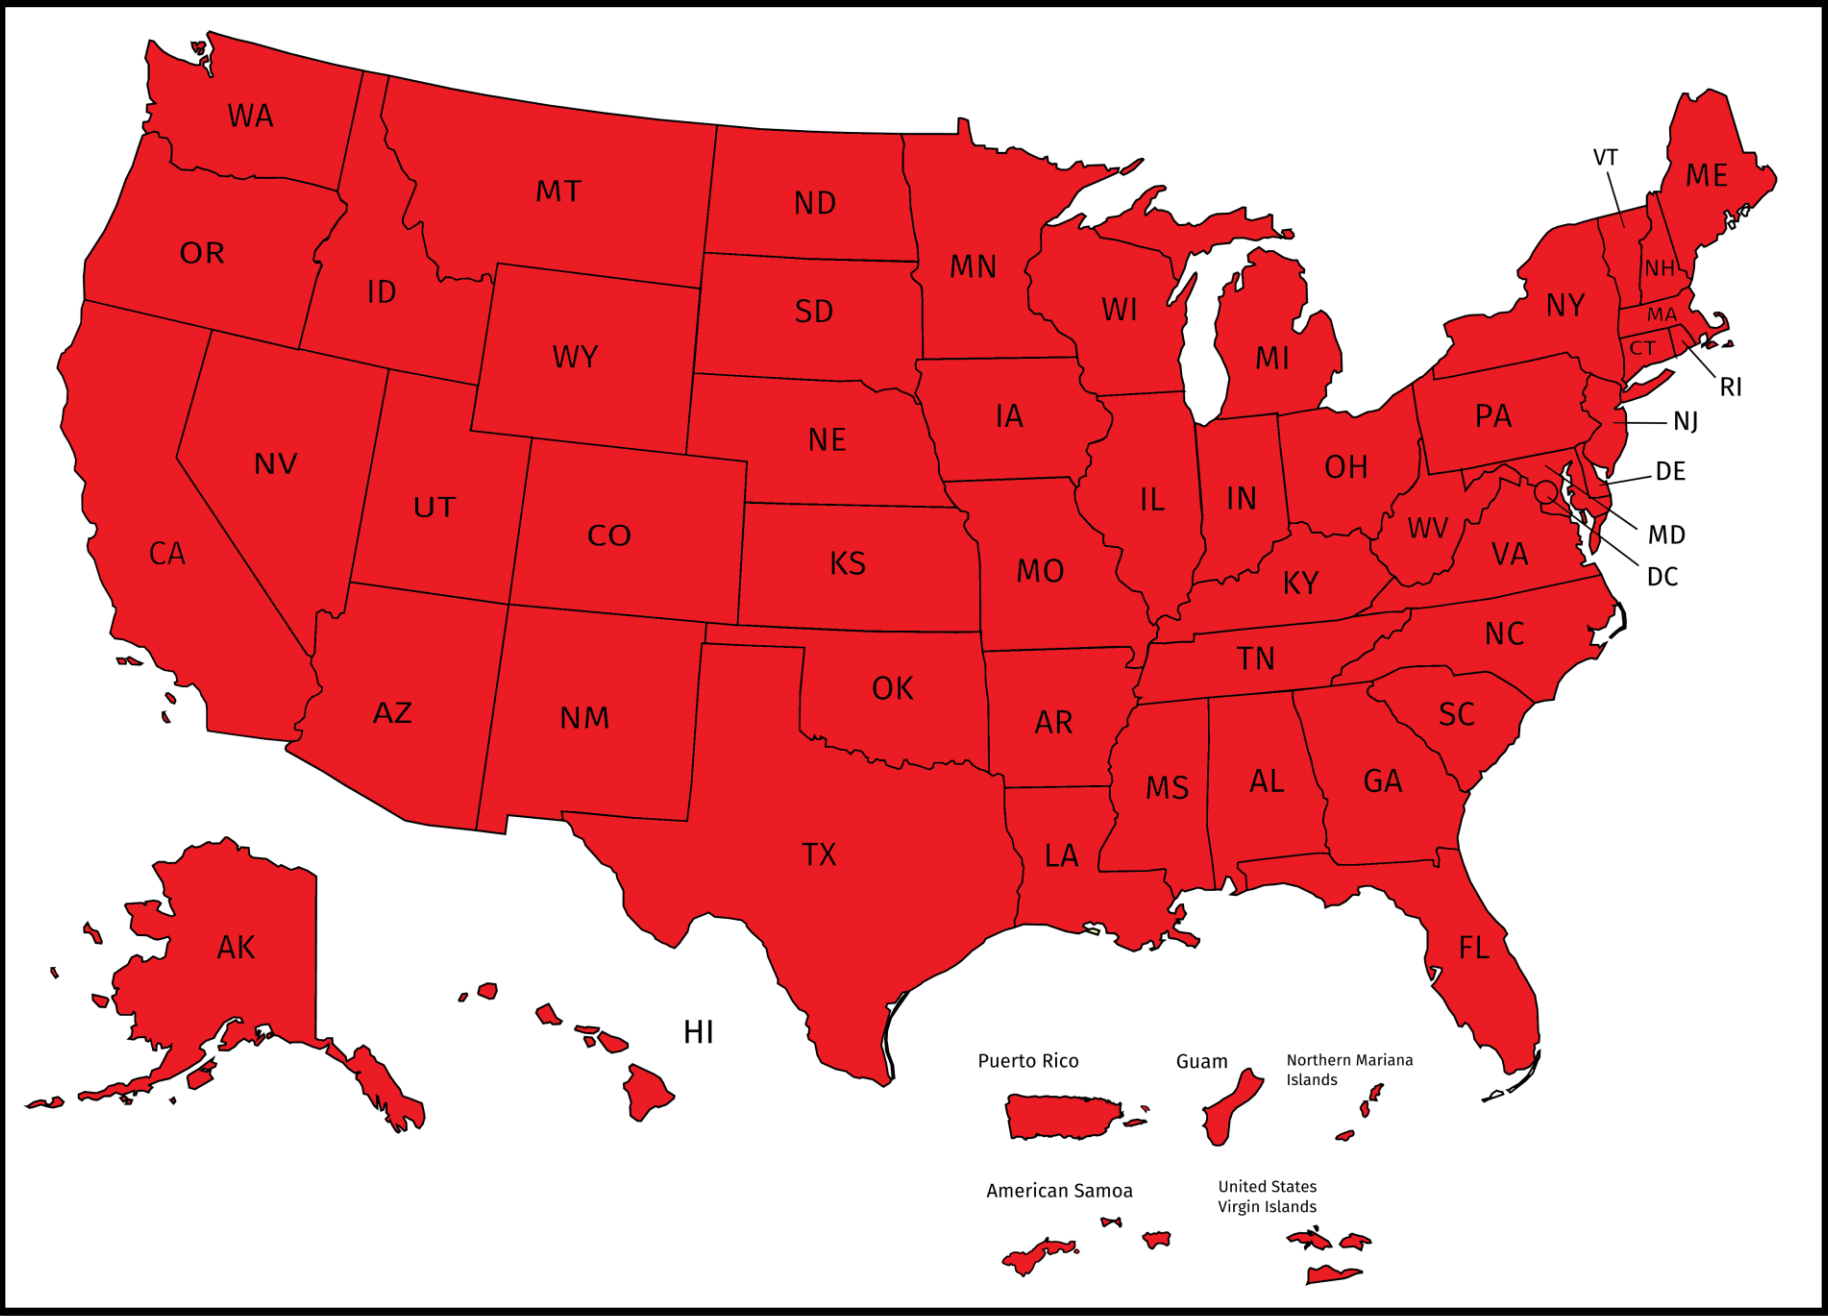 WA
MT
ND
MN
VT
ME
OR
ID
SD
WI
NH
NY
MA
WY
MI
CT
RI
NV
UT
CO
NE
IA
PA
NJ
DE
OH
IL
IN
WV
VA
MD
DC
CA
KS
MO
KY
NC
TN
AZ
NM
OK
AR
SC
MS
AL
GA
TX
LA
FL
AK
HI
Puerto Rico
Guam
Northern Mariana
Islands
American Samoa
United States
Virgin Islands